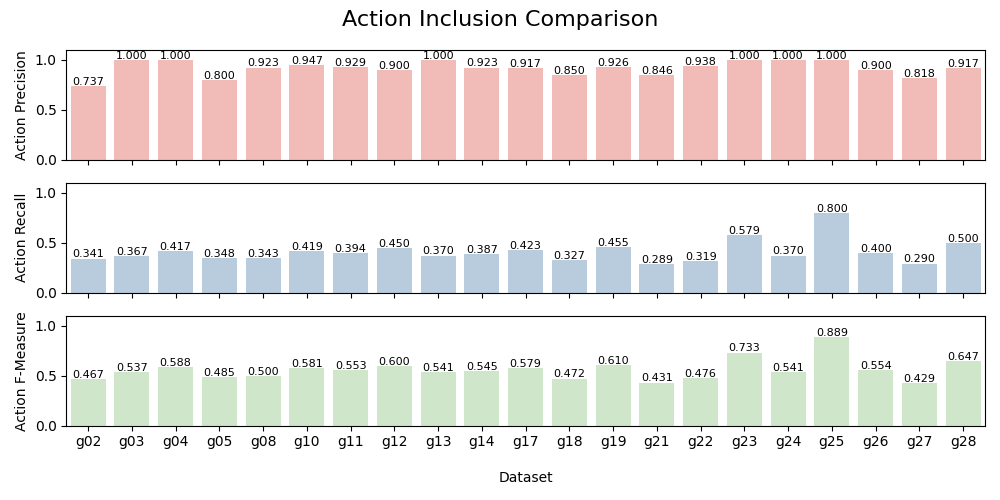 Action Inclusion Comparison
Action Precision
1.0
0.5
0.0
0.737 1.000 1.000 0.800 0.923 0.947 0.929 0.900 1.000 0.923 0.917 0.850 0.926 0.846 0.938 1.000 1.000 1.000 0.900 0.818 0.917
Action Recall
1.0
0.5
0.0
0.341 0.367 0.417 0.348 0.343 0.419 0.394 0.450 0.370 0.387 0.423 0.327 0.455 0.289 0.319 0.579 0.370 0.800 0.400 0.290 0.500
Action F-Measure
1.0
0.5
0.0
0.467 0.537 0.588 0.485 0.500 0.581 0.553 0.600 0.541 0.545 0.579 0.472 0.610 0.431 0.476 0.733 0.541 0.889 0.554 0.429 0.647
g02 g03 g04 g05 g08 g10 g11 g12 g13 g14 g17 g18 g19 g21 g22 g23 g24 g25 g26 g27 g28
Dataset